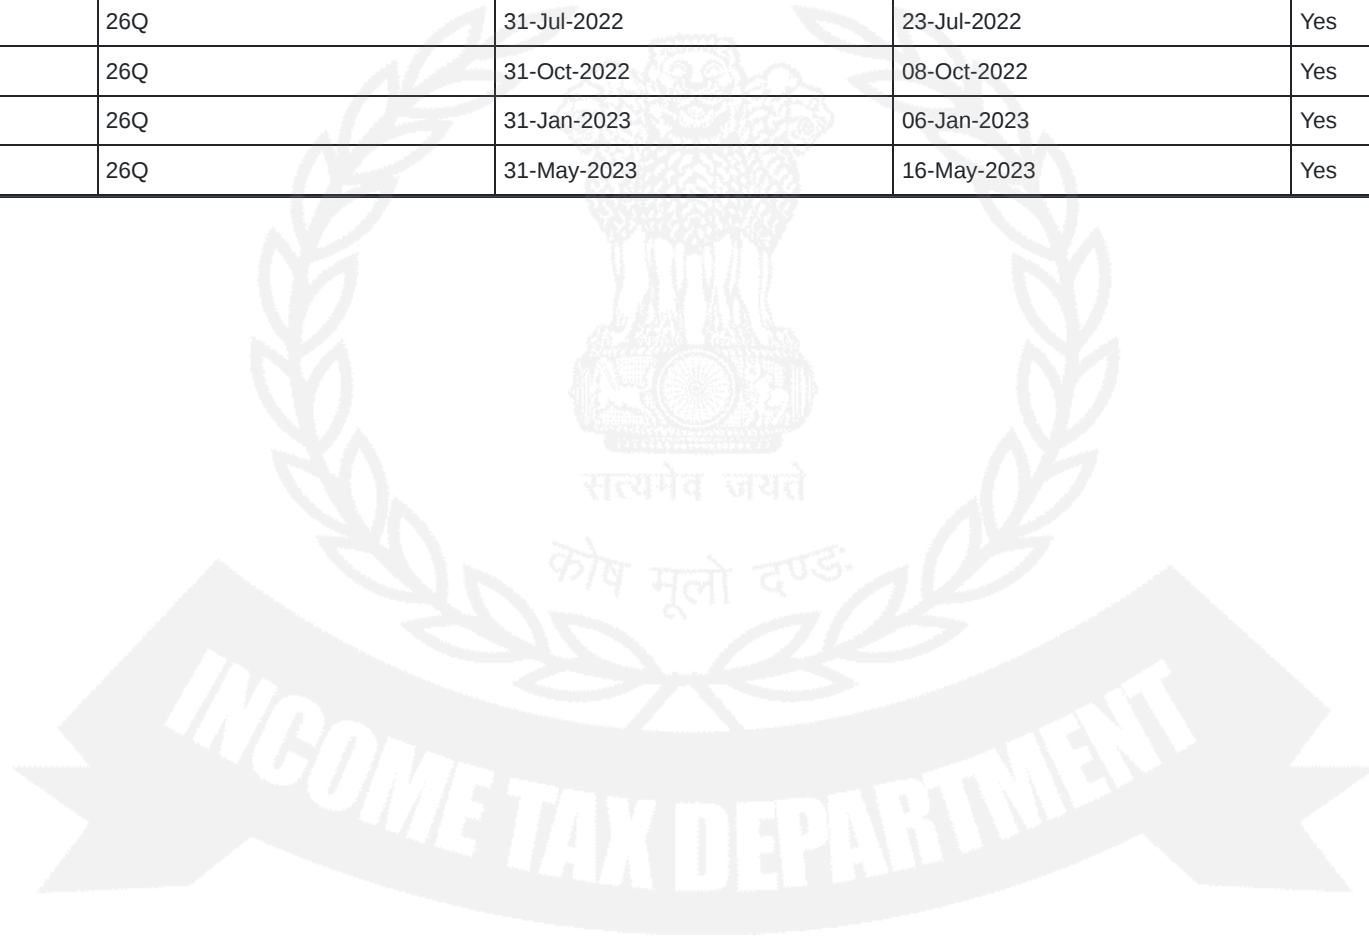 26Q 31-Jul-2022 23-Jul-2022 Yes
26Q 31-Oct-2022 08-Oct-2022 Yes
26Q 31-Jan-2023 06-Jan-2023 Yes
26Q 31-May-2023 16-May-2023 Yes
सत्यमेव जयते
कोष मूलो दण्डः
INCOME TAX DEPARTMENT